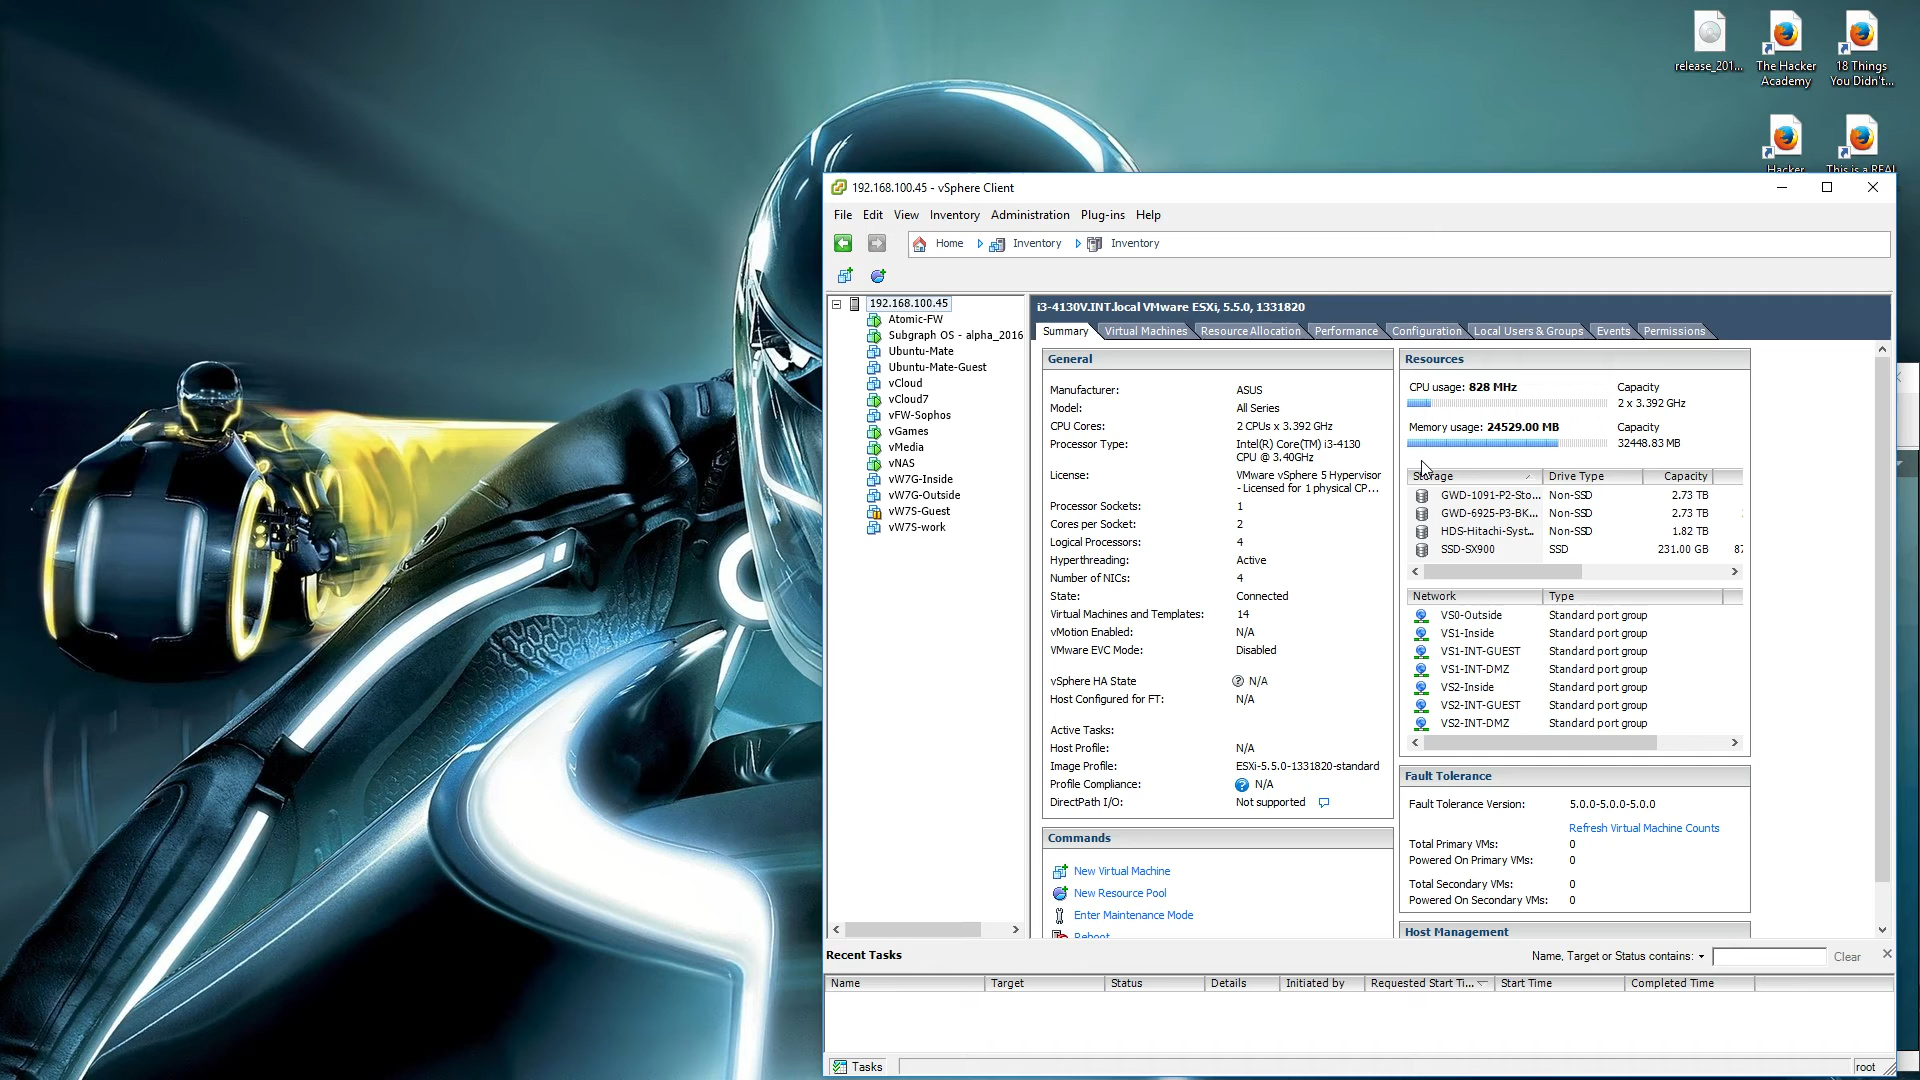 release_201...
The Hacker
Academy
18 Things
You Didn't...
Hacker
This is a REAL
192.168.100.45 - vSphere Client
File Edit View Inventory Administration Plug-ins Help
Home Inventory Inventory
192.168.100.45
Atomic-FW
Subgraph OS - alpha_2016
Ubuntu-Mate
Ubuntu-Mate-Guest
vCloud
vCloud7
vFW-Sophos
vGames
vMedia
vNAS
vW7G-Inside
vW7G-Outside
vW7S-Guest
vW7S-work
i3-4130V.INT.local VMware ESXi, 5.5.0, 1331820
Summary Virtual Machines Resource Allocation Performance Configuration Local Users & Groups Events Permissions
General
Manufacturer: ASUS
Model: All Series
CPU Cores: 2 CPUs x 3.392 GHz
Processor Type: Intel(R) Core(TM) i3-4130
CPU @ 3.40GHz
License: VMware vSphere 5 Hypervisor
- Licensed for 1 physical CP...
Processor Sockets: 1
Cores per Socket: 2
Logical Processors: 4
Hyperthreading: Active
Number of NICs: 4
State: Connected
Virtual Machines and Templates: 14
vMotion Enabled: N/A
VMware EVC Mode: Disabled
vSphere HA State N/A
Host Configured for FT: N/A
Active Tasks:
Host Profile: N/A
Image Profile: ESXi-5.5.0-1331820-standard
Profile Compliance: N/A
DirectPath I/O: Not supported
Commands
New Virtual Machine
New Resource Pool
Enter Maintenance Mode
Reboot
Resources
CPU usage: 828 MHz Capacity
2 x 3.392 GHz
Memory usage: 24529.00 MB Capacity
32448.83 MB
Storage Drive Type Capacity
GWD-1091-P2-Sto... Non-SSD 2.73 TB
GWD-6925-P3-BK... Non-SSD 2.73 TB
HDS-Hitachi-Syst... Non-SSD 1.82 TB
SSD-SX900 SSD 231.00 GB 87
Network Type
VS0-Outside Standard port group
VS1-Inside Standard port group
VS1-INT-GUEST Standard port group
VS1-INT-DMZ Standard port group
VS2-Inside Standard port group
VS2-INT-GUEST Standard port group
VS2-INT-DMZ Standard port group
Fault Tolerance
Fault Tolerance Version: 5.0.0-5.0.0-5.0.0
Refresh Virtual Machine Counts
Total Primary VMs: 0
Powered On Primary VMs: 0
Total Secondary VMs: 0
Powered On Secondary VMs: 0
Host Management
Recent Tasks Name, Target or Status contains: Clear
Name Target Status Details Initiated by Requested Start Ti... Start Time Completed Time
Tasks root